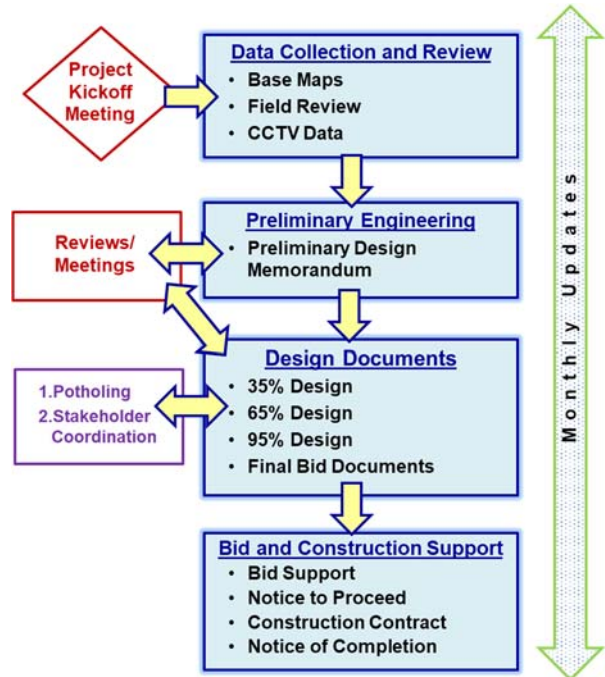 Project
Kickoff
Meeting
Data Collection and Review
• Base Maps
• Field Review
• CCTV Data
Reviews/
Meetings
Preliminary Engineering
• Preliminary Design
Memorandum
1.Potholing
2.Stakeholder
Coordination
Design Documents
• 35% Design
• 65% Design
• 95% Design
• Final Bid Documents
Bid and Construction Support
• Bid Support
• Notice to Proceed
• Construction Contract
• Notice of Completion
Monthly Updates